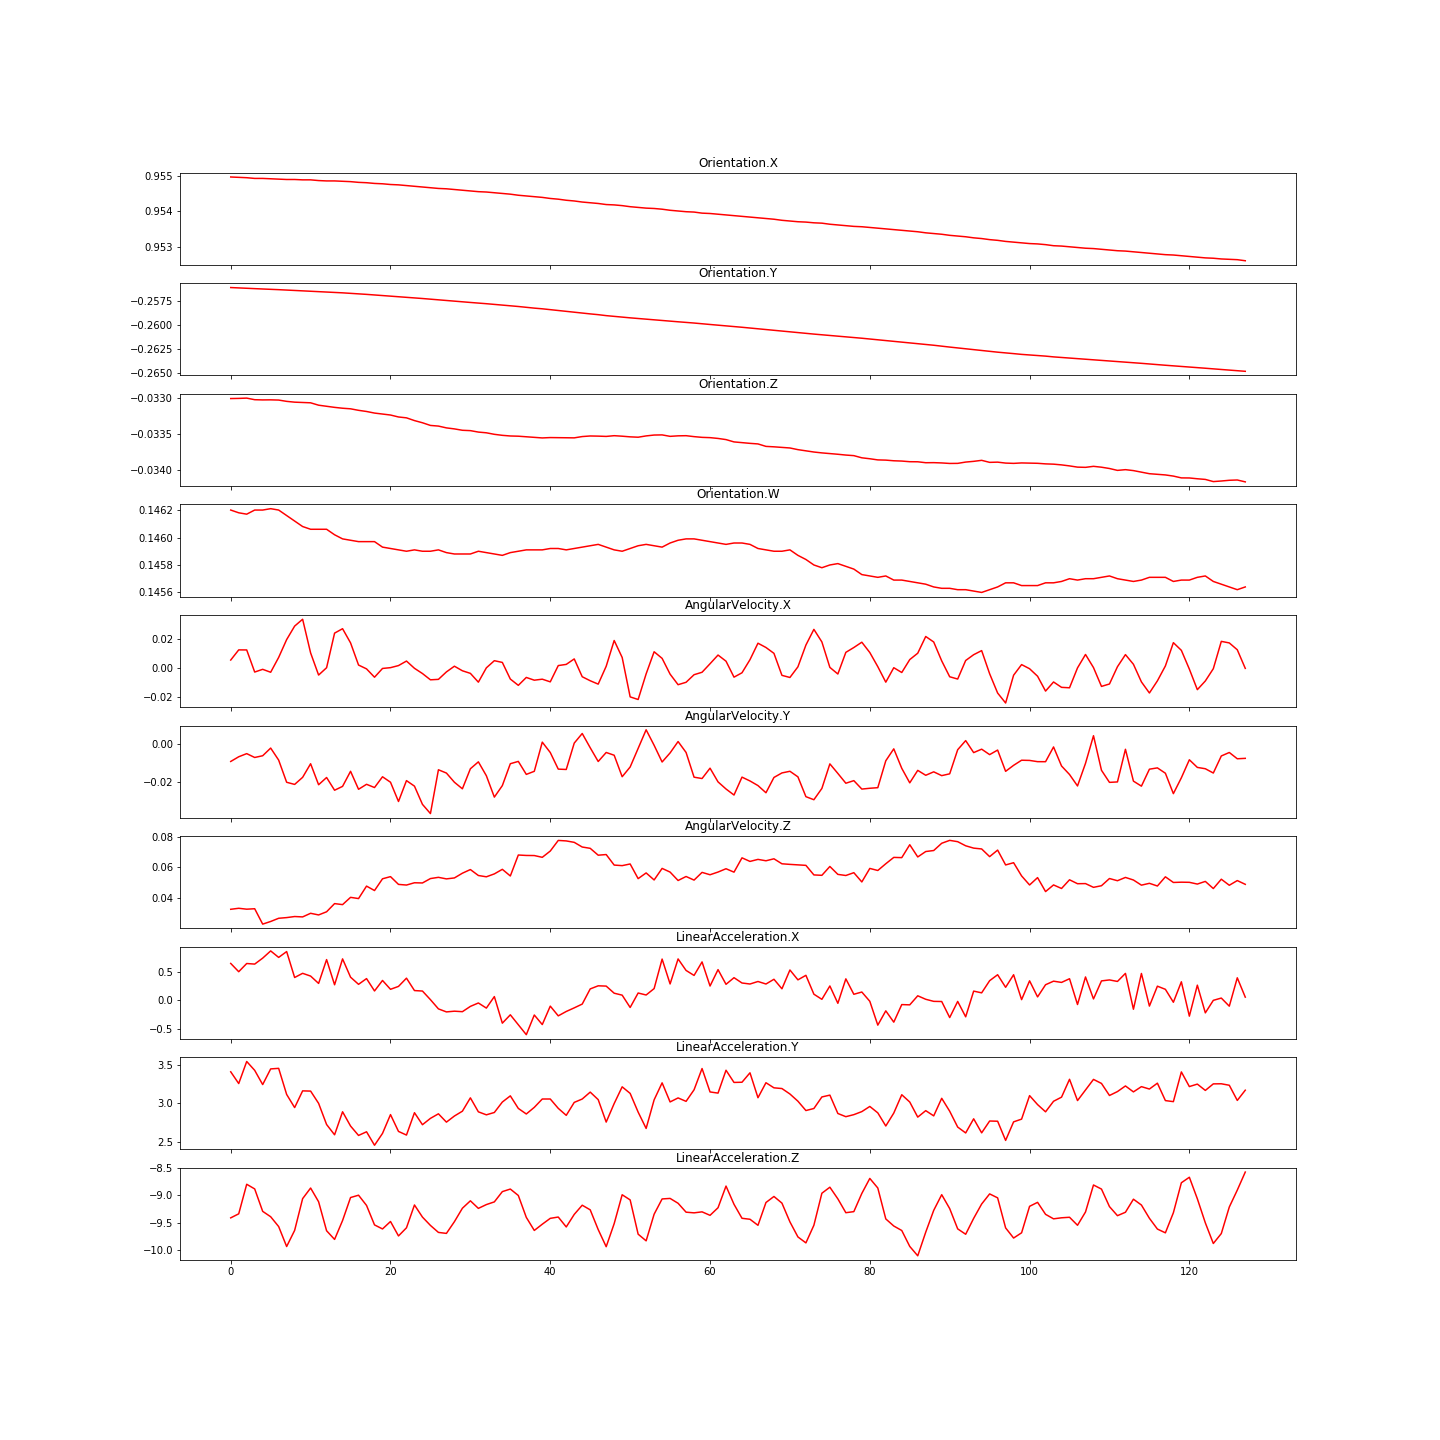 Orientation.X
0.955
0.954
0.953
Orientation.Y
−0.2575
−0.2600
−0.2625
−0.2650
Orientation.Z
−0.0330
−0.0335
−0.0340
Orientation.W
0.1462
0.1460
0.1458
0.1456
AngularVelocity.X
0.02
0.00
−0.02
AngularVelocity.Y
0.00
−0.02
AngularVelocity.Z
0.08
0.06
0.04
LinearAcceleration.X
0.5
0.0
−0.5
LinearAcceleration.Y
3.5
3.0
2.5
LinearAcceleration.Z
−8.5
−9.0
−9.5
−10.0
0 20 40 60 80 100 120